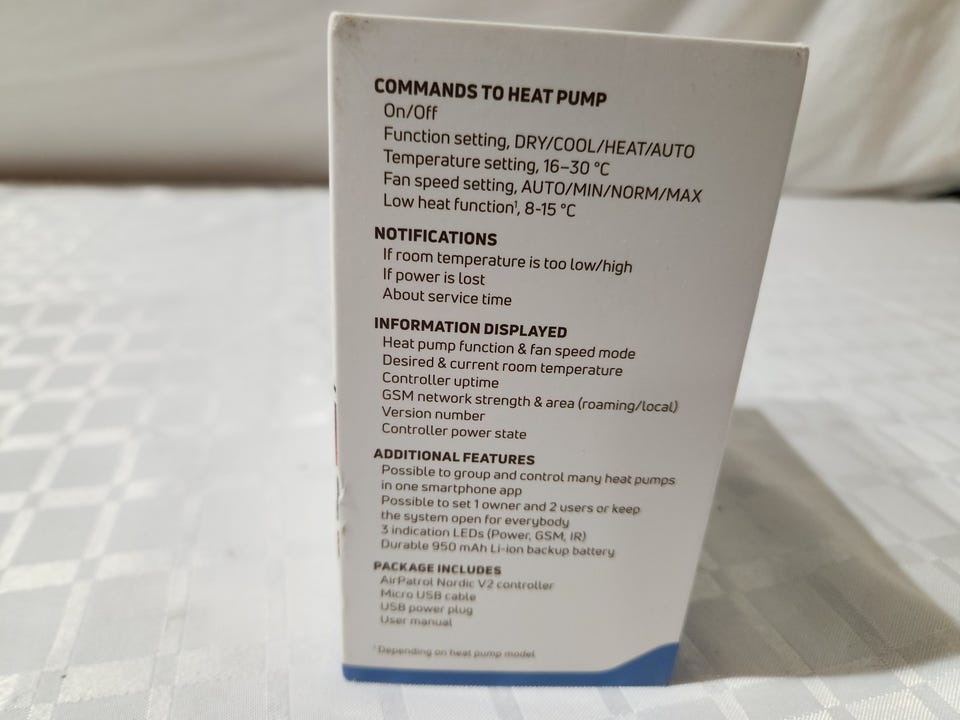 COMMANDS TO HEAT PUMP
On/Off
Function setting, DRY/COOL/HEAT/AUTO
Temperature setting, 16–30 °C
Fan speed setting, AUTO/MIN/NORM/MAX
Low heat function¹, 8-15 °C
NOTIFICATIONS
If room temperature is too low/high
If power is lost
About service time
INFORMATION DISPLAYED
Heat pump function & fan speed mode
Desired & current room temperature
Controller uptime
GSM network strength & area (roaming/local)
Version number
Controller power state
ADDITIONAL FEATURES
Possible to group and control many heat pumps
in one smartphone app
Possible to set 1 owner and 2 users or keep
the system open for everybody
3 indication LEDs (Power, GSM, IR)
Durable 950 mAh Li-ion backup battery
PACKAGE INCLUDES
AirPatrol Nordic V2 controller
Micro USB cable
USB power plug
User manual
¹ Depending on heat pump model